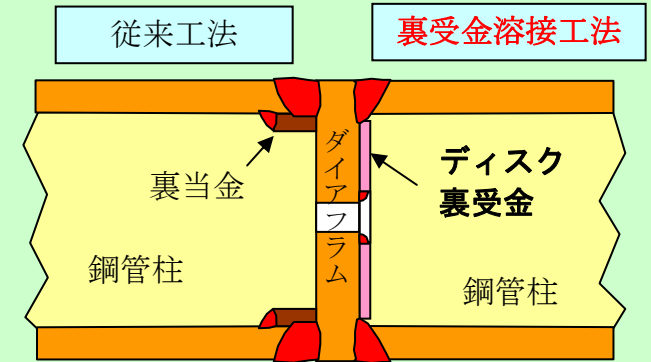 従来工法
裏受金溶接工法
ダイアフラム
裏当金
ディスク
裏受金
鋼管柱
鋼管柱